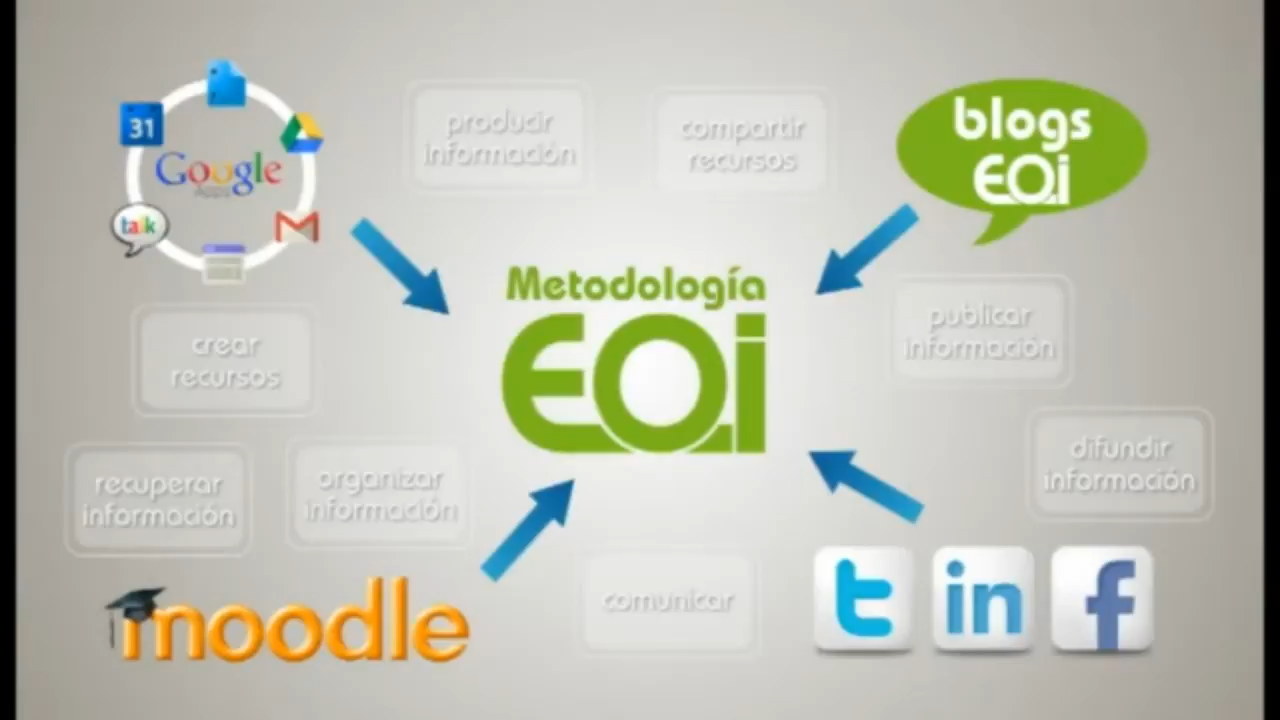 31
Google
talk
producir
información
compartir
recursos
blogs
EOi
Metodología
EOi
crear
recursos
publicar
información
recuperar
información
organizar
información
difundir
información
comunicar
moodle
t
in
f